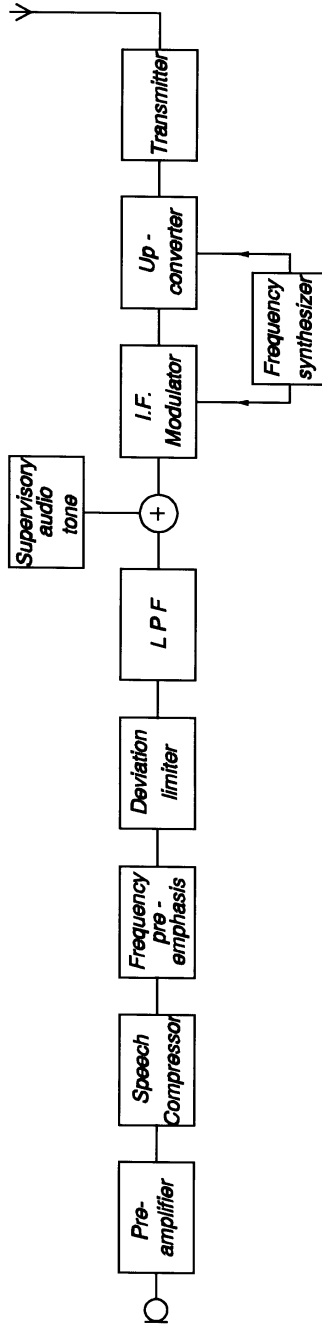 Pre-
amplifier
Speech
Compressor
Frequency
pre -
emphasis
Deviation
limiter
L P F
+
Supervisory
audio
tone
I.F.
Modulator
Up -
converter
Frequency
synthesizer
Transmitter